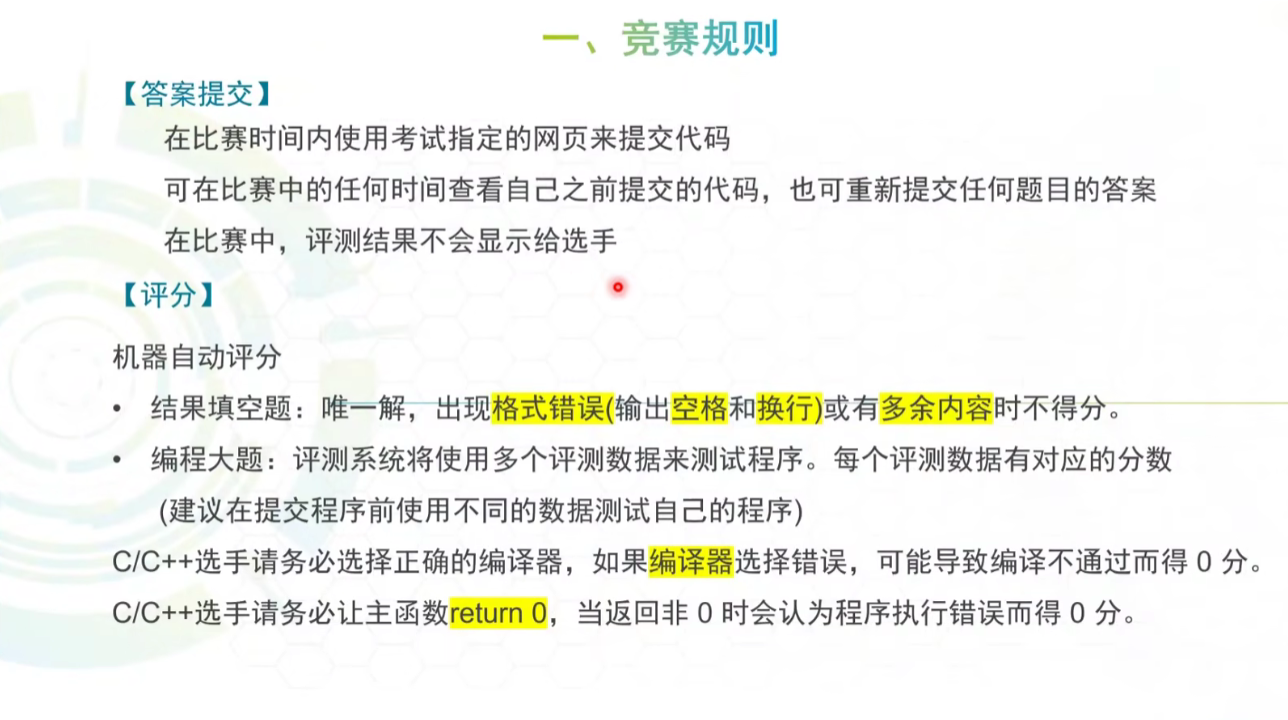 一、竞赛规则
【答案提交】
在比赛时间内使用考试指定的网页来提交代码
可在比赛中的任何时间查看自己之前提交的代码，也可重新提交任何题目的答案
在比赛中，评测结果不会显示给选手
【评分】
机器自动评分
• 结果填空题：唯一解，出现格式错误(输出空格和换行)或有多余内容时不得分。
• 编程大题：评测系统将使用多个评测数据来测试程序。每个评测数据有对应的分数
(建议在提交程序前使用不同的数据测试自己的程序)
C/C++选手请务必选择正确的编译器，如果编译器选择错误，可能导致编译不通过而得 0 分。
C/C++选手请务必让主函数return 0，当返回非 0 时会认为程序执行错误而得 0 分。